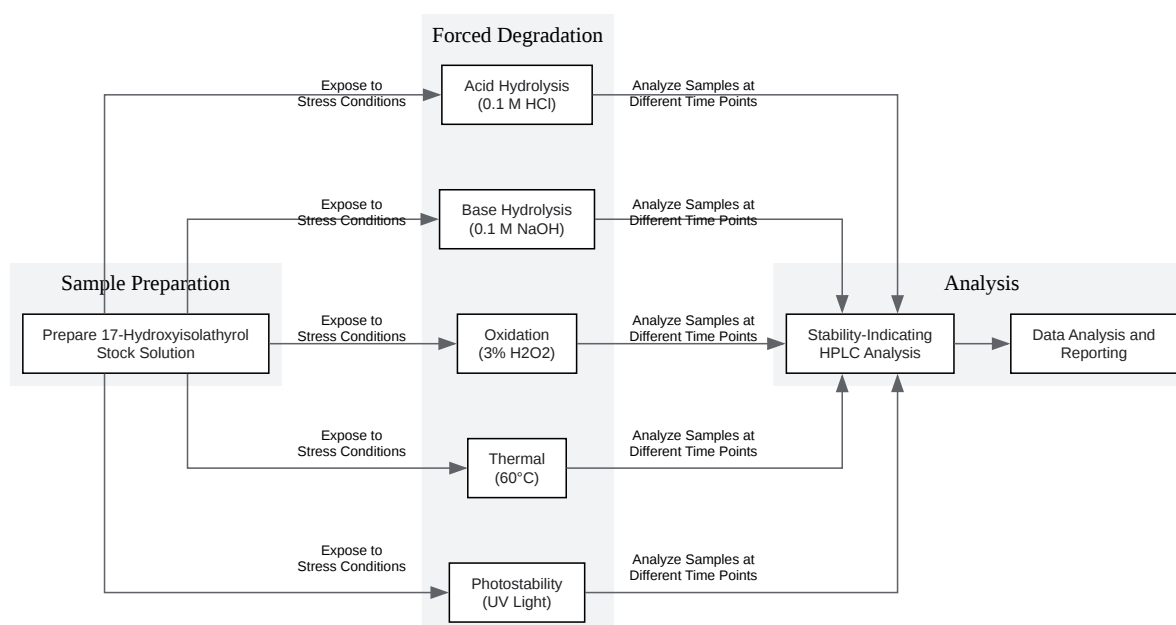 Forced Degradation
Expose to
Stress Conditions
Acid Hydrolysis
(0.1 M HCl)
Analyze Samples at
Different Time Points
Expose to
Stress Conditions
Base Hydrolysis
(0.1 M NaOH)
Analyze Samples at
Different Time Points
Sample Preparation
Analysis
Prepare 17-Hydroxyisolathyrol
Stock Solution
Expose to
Stress Conditions
Oxidation
(3% H2O2)
Analyze Samples at
Different Time Points
Stability-Indicating
HPLC Analysis
Data Analysis and
Reporting
Expose to
Stress Conditions
Thermal
(60°C)
Analyze Samples at
Different Time Points
Expose to
Stress Conditions
Photostability
(UV Light)
Analyze Samples at
Different Time Points